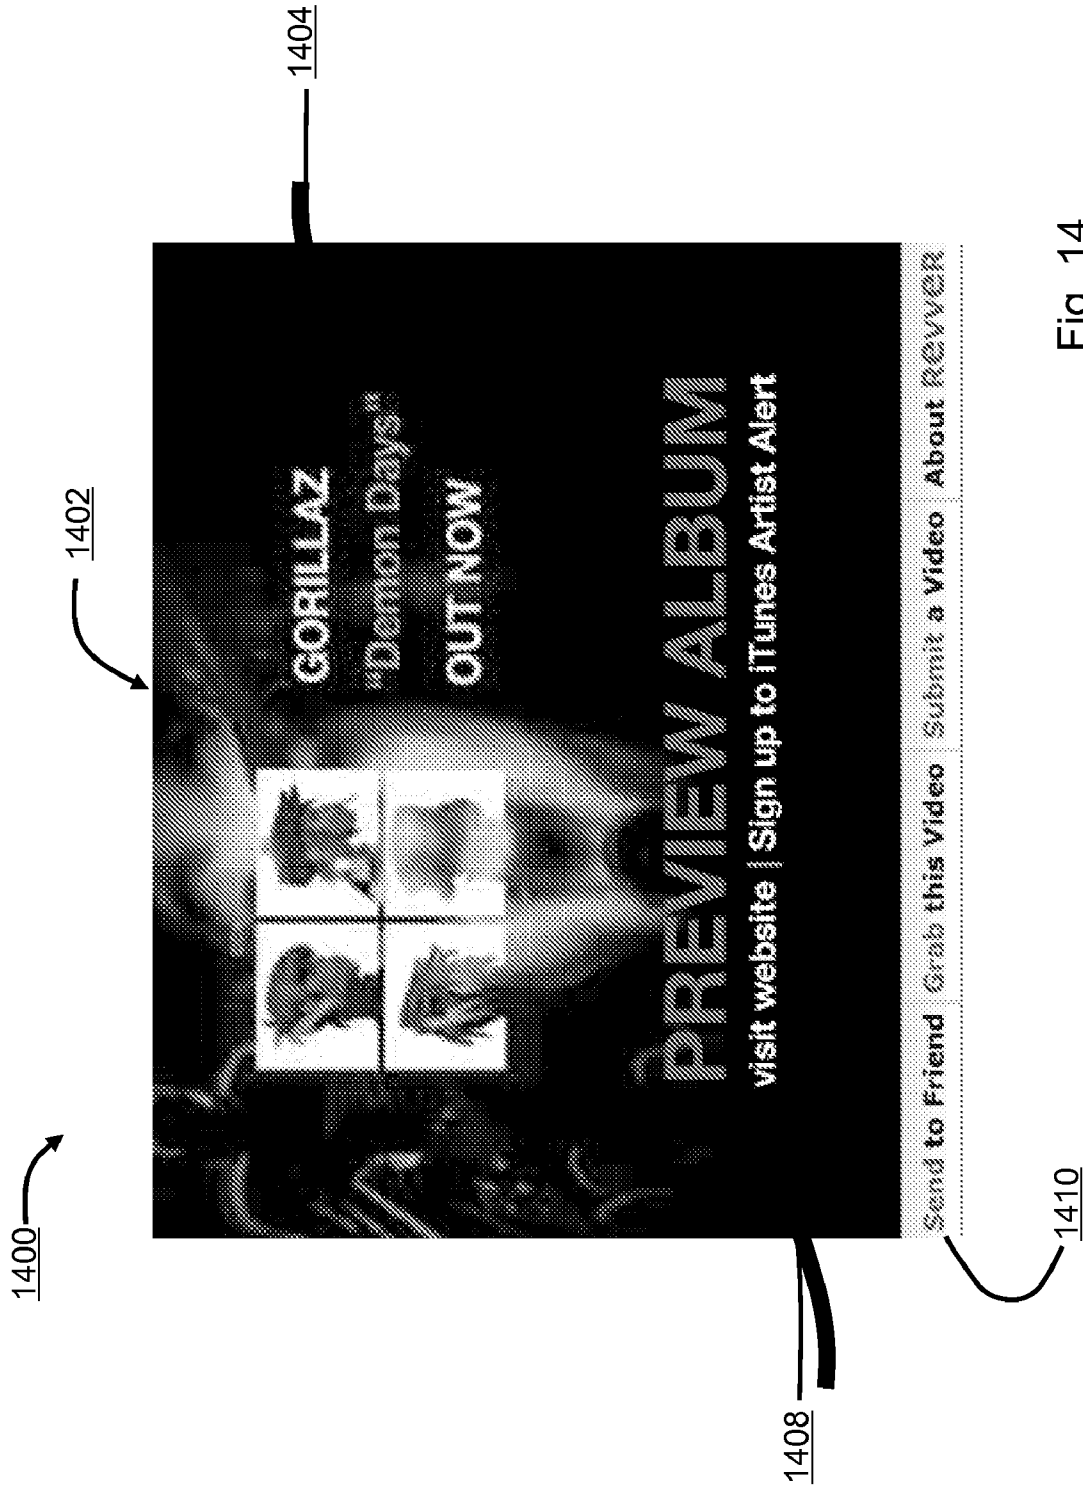 1400
1402
1404
GORILLAZ
"Demon Days"
OUT NOW
PREVIEW ALBUM
visit website | Sign up to iTunes Artist Alert
1408
Send to Friend | Grab this Video | Submit a Video | About Revver
1410
Fig. 14